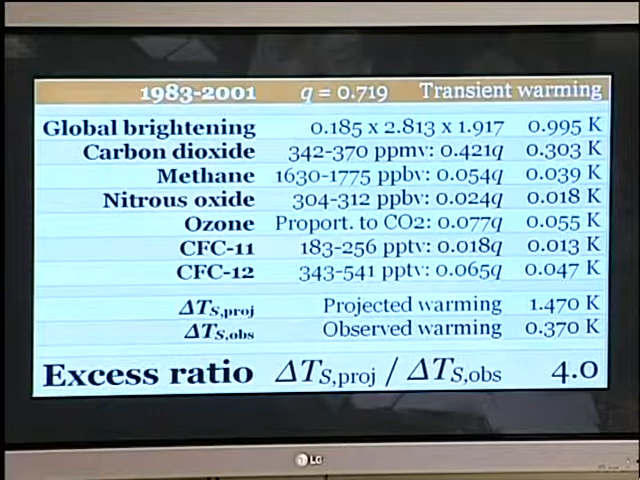 1983-2001 q = 0.719 Transient warming
Global brightening 0.185 x 2.813 x 1.917 0.995 K
Carbon dioxide 342-370 ppmv: 0.421q 0.303 K
Methane 1630-1775 ppbv: 0.054q 0.039 K
Nitrous oxide 304-312 ppbv: 0.024q 0.018 K
Ozone Proport. to CO2: 0.077q 0.055 K
CFC-11 183-256 pptv: 0.018q 0.013 K
CFC-12 343-541 pptv: 0.065q 0.047 K
ΔTS,proj Projected warming 1.470 K
ΔTS,obs Observed warming 0.370 K
Excess ratio ΔTS,proj / ΔTS,obs 4.0
LG